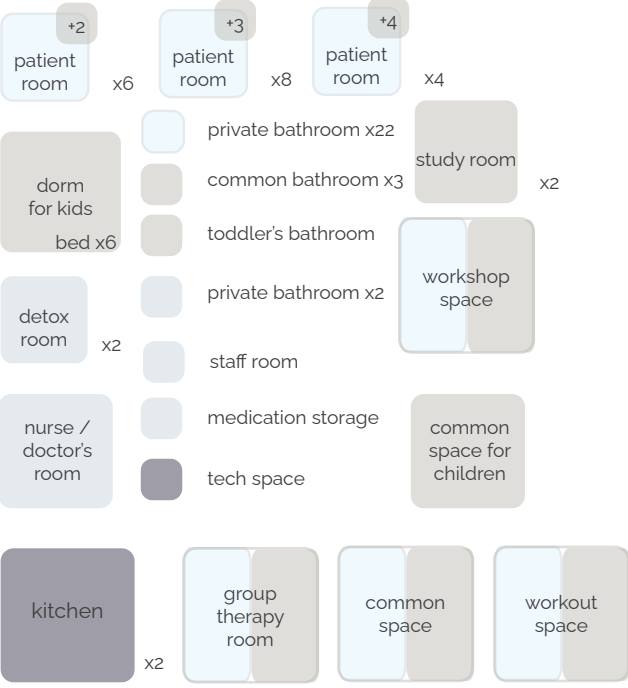 +2
patient
room
x6
+3
patient
room
x8
+4
patient
room
x4
private bathroom x22
common bathroom x3
toddler's bathroom
private bathroom x2
staff room
medication storage
tech space
dorm
for kids
bed x6
detox
room
x2
nurse /
doctor's
room
study room
x2
workshop
space
common
space for
children
kitchen
x2
group
therapy
room
common
space
workout
space